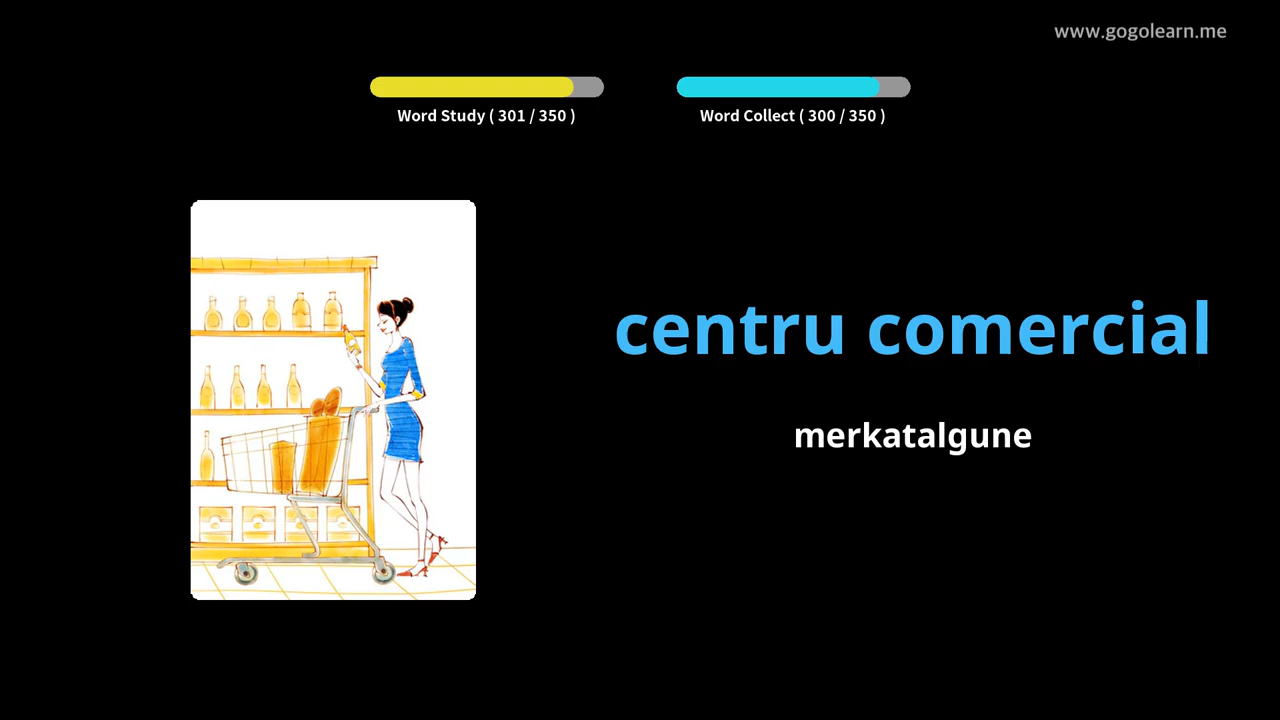 www.gogolearn.me
Word Study ( 301 / 350 )
Word Collect ( 300 / 350 )
centru comercial
merkatalgune